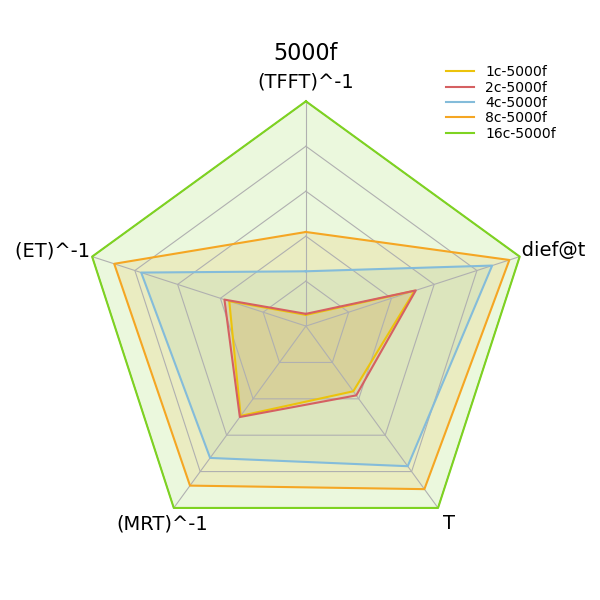 5000f
(TFFT)^-1
1c-5000f
2c-5000f
4c-5000f
8c-5000f
16c-5000f
(ET)^-1
dief@t
(MRT)^-1
T